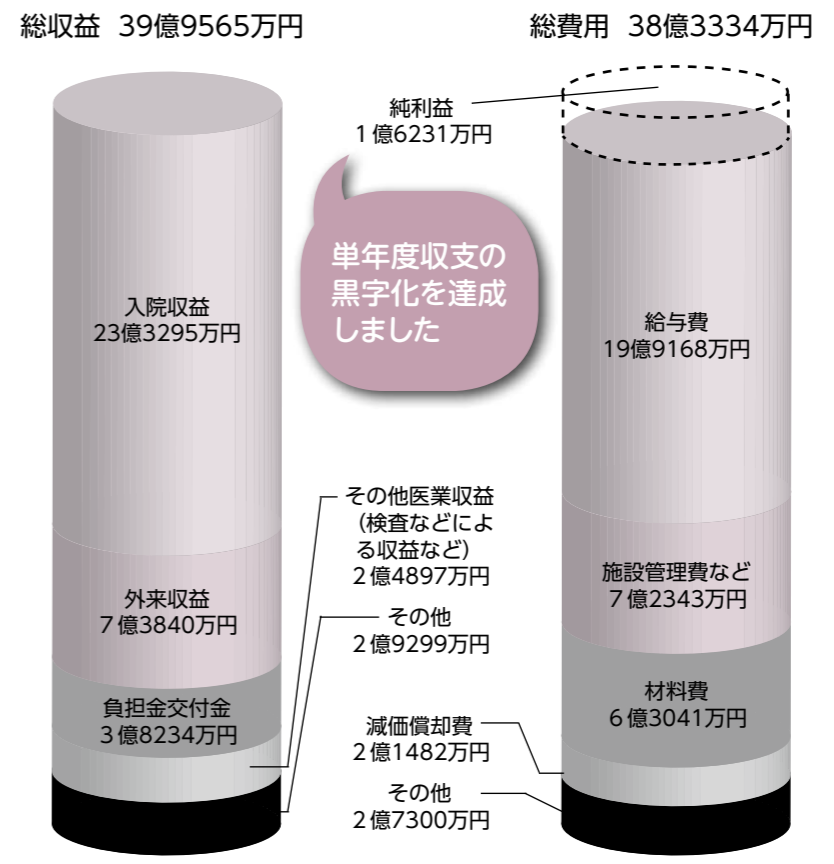 総収益 39億9565万円
総費用 38億3334万円
純利益
1億6231万円
単年度収支の
黒字化を達成
しました
入院収益
23億3295万円
外来収益
7億3840万円
負担金交付金
3億8234万円
その他医業収益
（検査などによ
る収益など）
2億4897万円
その他
2億9299万円
給与費
19億9168万円
施設管理費など
7億2343万円
材料費
6億3041万円
減価償却費
2億1482万円
その他
2億7300万円